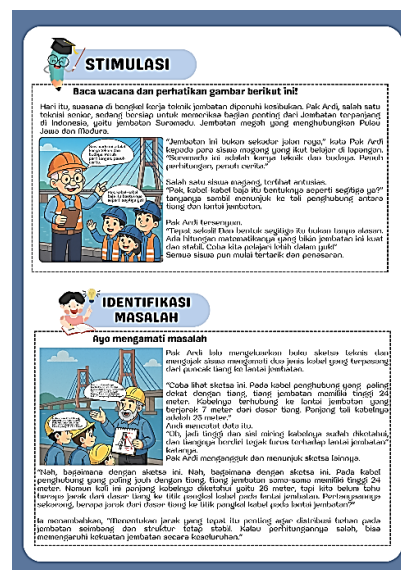 STIMULASI
Baca wacana dan perhatikan gambar berikut ini!
Hari itu, suasana di bengkel kerja teknik jembatan dipenuhi kesibukan. Pak Ardi, salah satu
teknisi senior, sedang bersiap untuk memeriksa bagian penting dari Jembatan terpanjang
di Indonesia, yaitu jembatan Suramadu. Jembatan megah yang menghubungkan Pulau
Jawa dan Madura.
"Jembatan ini bukan sekadar jalan raya," kata Pak Ardi
kepada para siswa magang yang ikut belajar di lapangan.
"Suramadu ini adalah karya teknik dan budaya. Penuh
perhitungan, penuh cerita."
Salah satu siswa magang, terlihat antusias.
"Pak, kabel kabel baja itu bentuknya seperti segitiga ya?"
tanyanya sambil menunjuk ke tali penghubung antara
tiang dan lantai jembatan.
Pak Ardi tersenyum.
"Tepat sekali! Dan bentuk segitiga itu bukan tanpa alasan.
Ada hitungan matematikanya yang bikin jembatan ini kuat
dan stabil. Coba kita pelajari lebih dalam yuk!"
Semua siswa pun mulai tertarik dan penasaran.
IDENTIFIKASI
MASALAH
Ayo mengamati masalah
Pak Ardi lalu mengeluarkan buku sketsa teknis dan
mengajak siswa mengamati dua jenis kabel yang terpasang
dari puncak tiang ke lantai jembatan.
"Coba lihat sketsa ini. Pada kabel penghubung yang paling
dekat dengan tiang, tiang jembatan memiliki tinggi 24
meter. Kabelnya terhubung ke lantai jembatan yang
berjarak 7 meter dari dasar tiang. Panjang tali kabelnya
adalah 25 meter."
Andi mencatat data itu.
"Oh, jadi tinggi dan sisi miring kabelnya sudah diketahui,
dan tiangnya berdiri tegak lurus terhadap lantai jembatan"
katanya.
Pak Ardi mengangguk dan menunjuk sketsa lainnya.
"Nah, bagaimana dengan sketsa ini. Nah, bagaimana dengan sketsa ini. Pada kabel
penghubung yang paling jauh dengan tiang, tiang jembatan sama-sama memiliki tinggi 24
meter. Namun kali ini panjang kabelnya diketahui yaitu 26 meter, tapi kita belum tahu
berapa jarak dari dasar tiang ke titik pangkal kabel pada lantai jembatan. Pertanyaannya
sekarang, berapa jarak dari dasar tiang ke titik pangkal kabel pada lantai jembatan?"
Ia menambahkan, "Menentukan jarak yang tepat itu penting agar distribusi beban pada
jembatan seimbang dan struktur tetap stabil. Kalau perhitungannya salah, bisa
memengaruhi kekuatan jembatan secara keseluruhan."